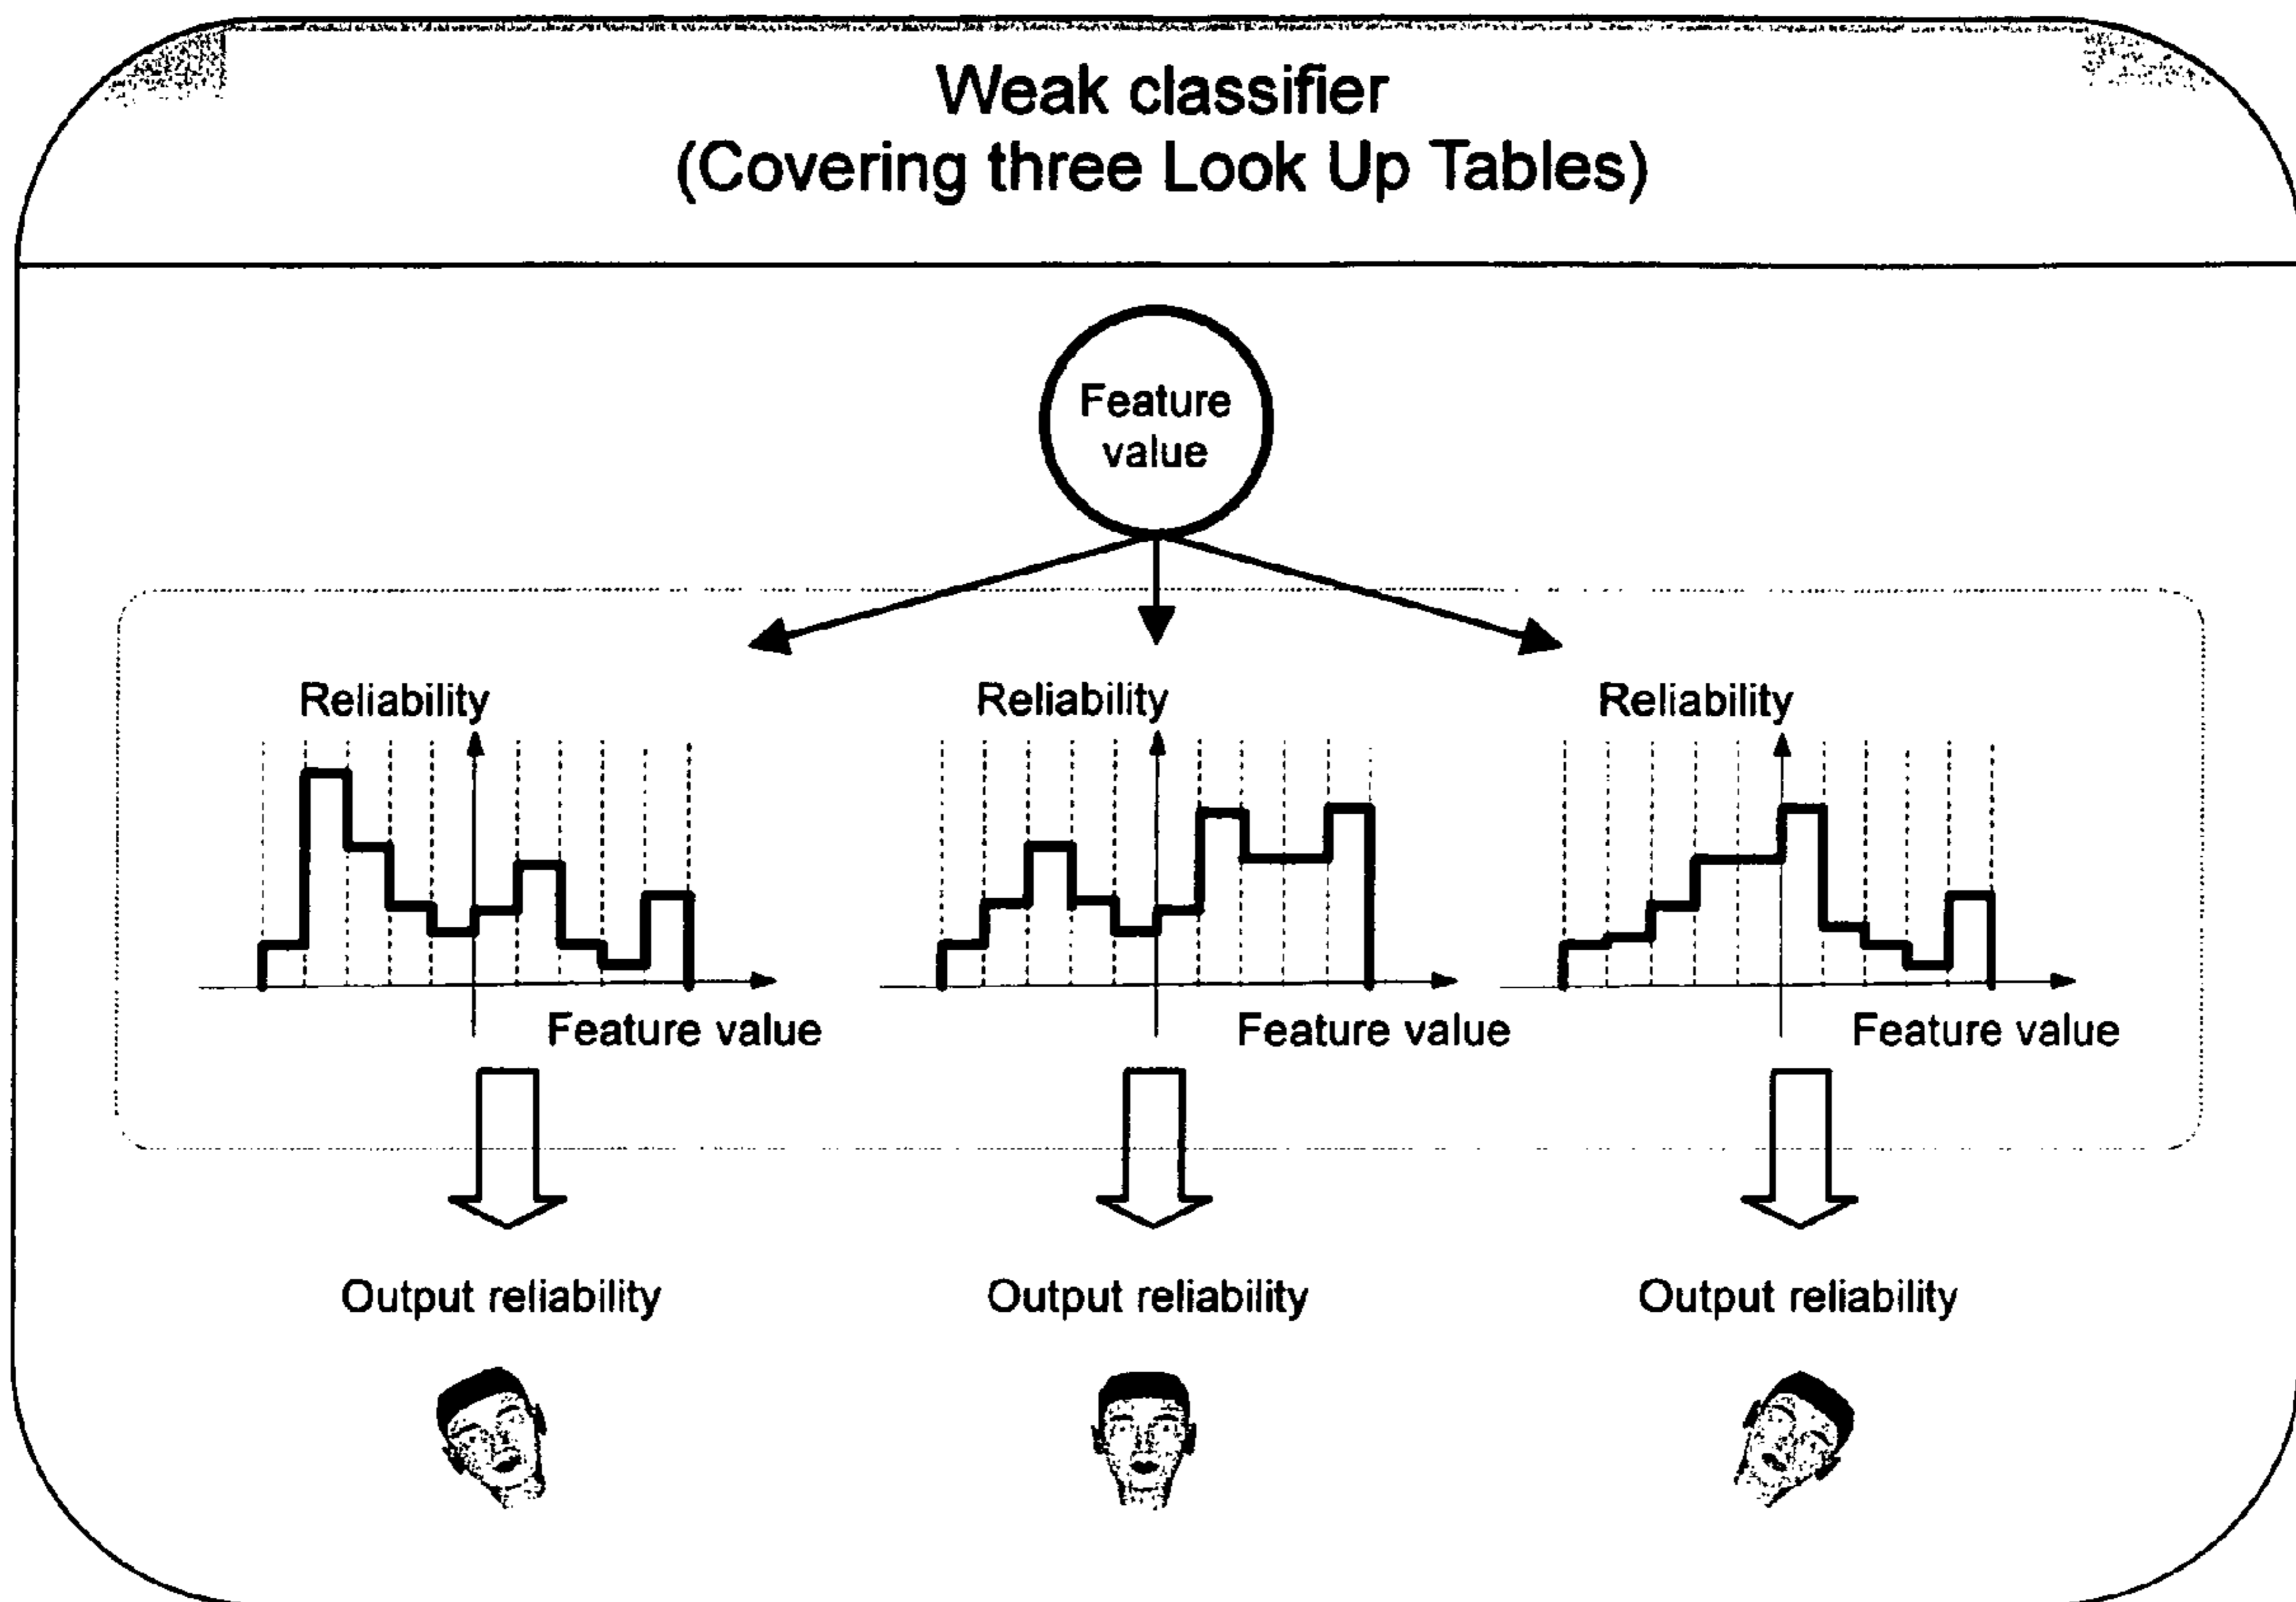 Weak classifier
(Covering three Look Up Tables)
Feature
value
Reliability
Reliability
Reliability
Feature value
Feature value
Feature value
Output reliability
Output reliability
Output reliability